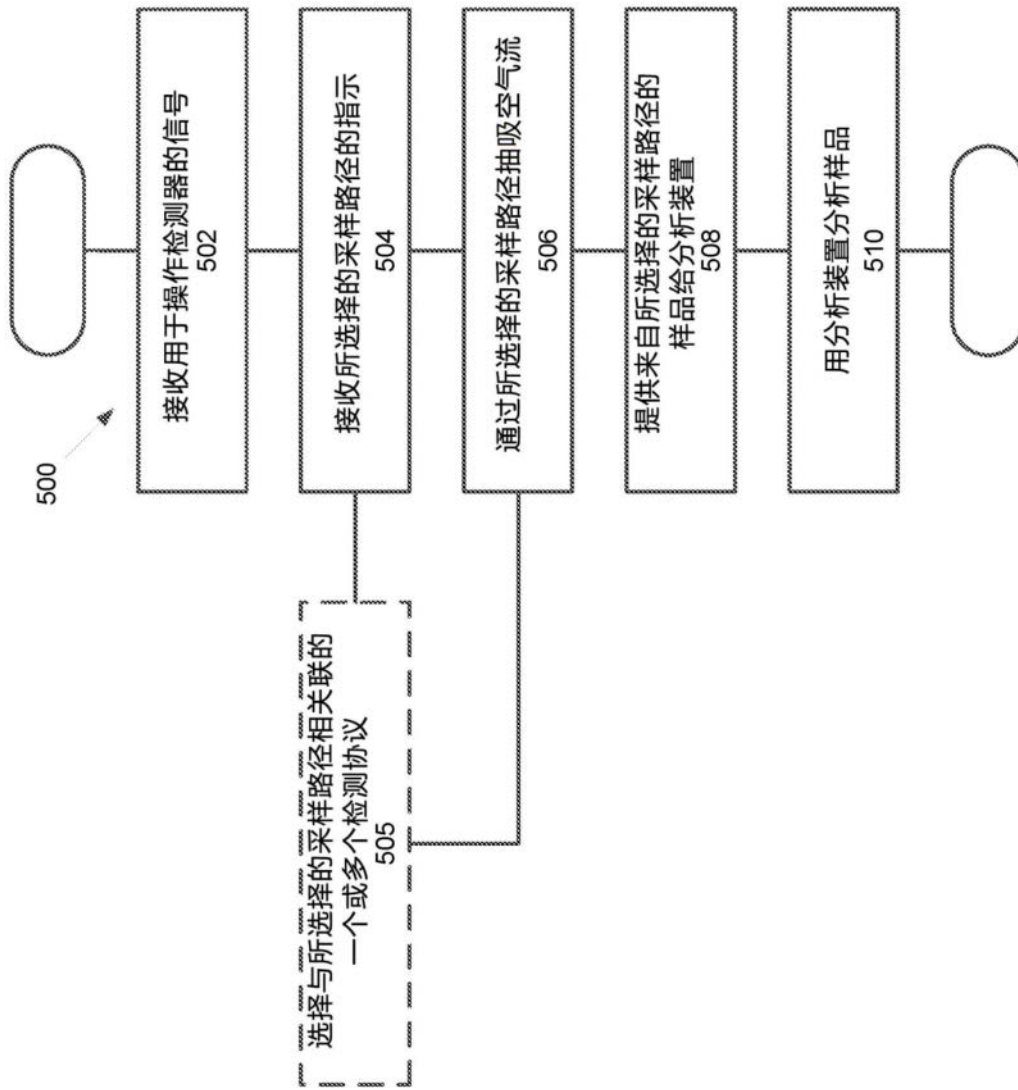 500
接收用于操作检测器的信号
502
接收所选择的采样路径的指示
504
选择与所选择的采样路径相关联的
一个或多个检测协议
505
通过所选择的采样路径抽吸空气流
506
提供来自所选择的采样路径的
样品给分析装置
508
用分析装置分析样品
510